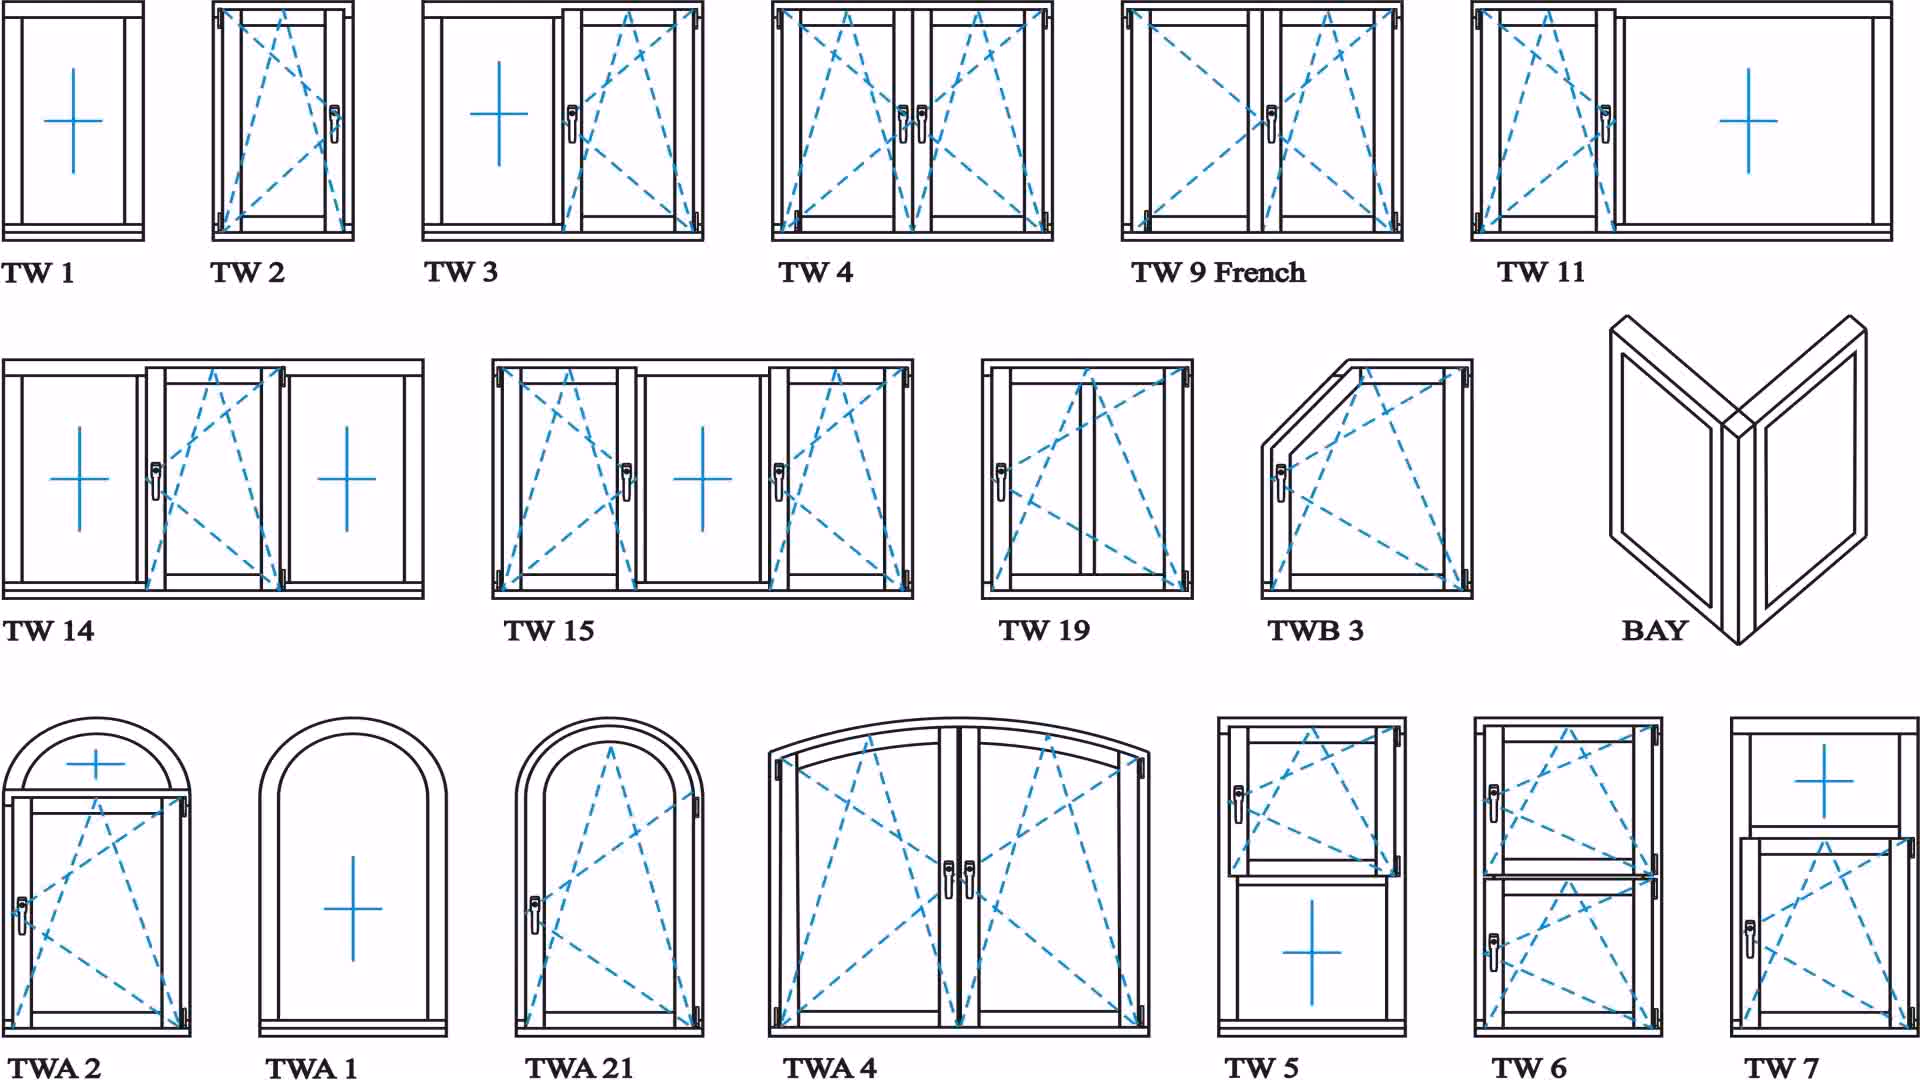 TW 1
TW 2
TW 3
TW 4
TW 9 French
TW 11
TW 14
TW 15
TW 19
TWB 3
BAY
TWA 2
TWA 1
TWA 21
TWA 4
TW 5
TW 6
TW 7